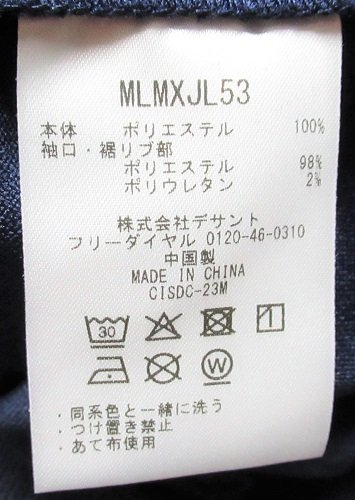 MLMXJL53
本体 ポリエステル 100%
袖口・裾リブ部
ポリエステル 98%
ポリウレタン 2%
株式会社デサント
フリーダイヤル 0120-46-0310
中国製
MADE IN CHINA
CISDC-23M
30
W
・同系色と一緒に洗う
・つけ置き禁止
・あて布使用